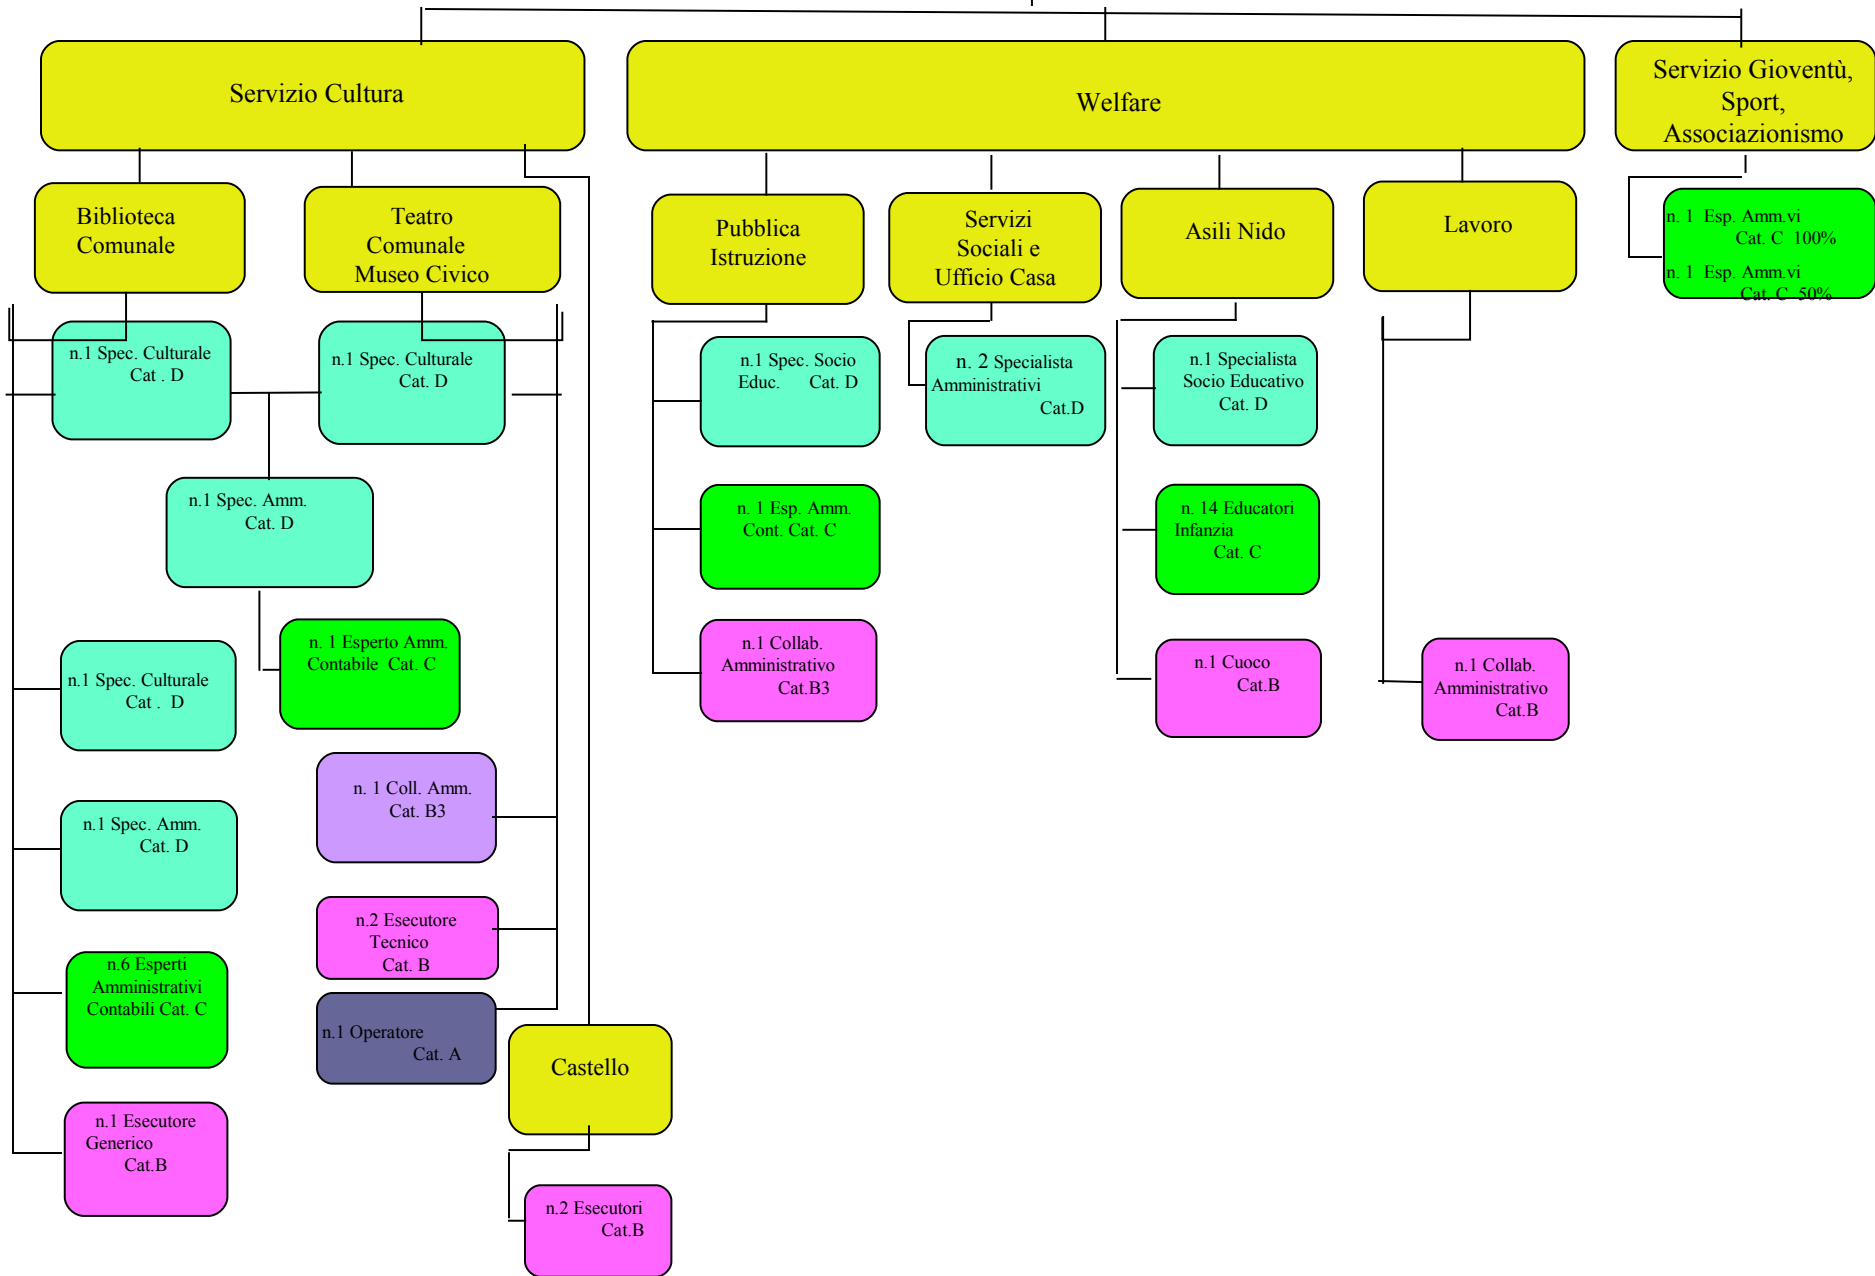 Servizio Cultura
Welfare
Servizio Gioventù,
Sport,
Associazionismo
Biblioteca
Comunale
Teatro
Comunale
Museo Civico
Pubblica
Istruzione
Servizi
Sociali e
Ufficio Casa
Asili Nido
Lavoro
n. 1 Esp. Amm.vi
Cat. C 100%
n. 1 Esp. Amm.vi
Cat. C 50%
n.1 Spec. Culturale
Cat . D
n.1 Spec. Culturale
Cat. D
n.1 Spec. Socio
Educ. Cat. D
n. 2 Specialista
Amministrativi
Cat.D
n.1 Specialista
Socio Educativo
Cat. D
n.1 Spec. Amm.
Cat. D
n. 1 Esp. Amm.
Cont. Cat. C
n. 14 Educatori
Infanzia
Cat. C
n. 1 Esperto Amm.
Contabile Cat. C
n.1 Collab.
Amministrativo
Cat.B3
n.1 Cuoco
Cat.B
n.1 Collab.
Amministrativo
Cat.B
n.1 Spec. Culturale
Cat . D
n. 1 Coll. Amm.
Cat. B3
n.1 Spec. Amm.
Cat. D
n.2 Esecutore
Tecnico
Cat. B
n.6 Esperti
Amministrativi
Contabili Cat. C
n.1 Operatore
Cat. A
Castello
n.1 Esecutore
Generico
Cat.B
n.2 Esecutori
Cat.B